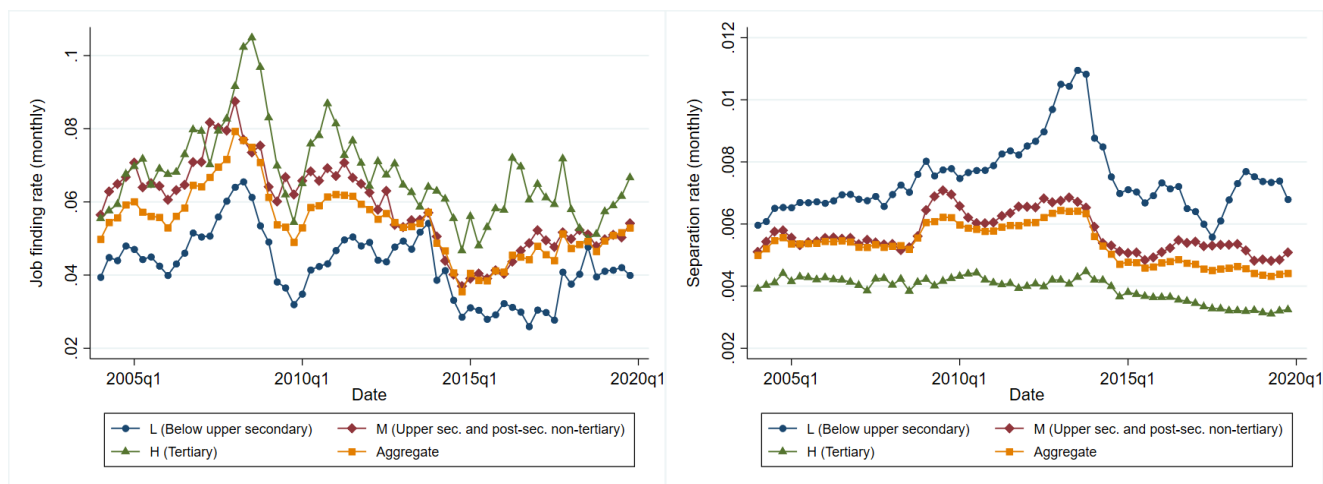 Job finding rate (monthly)
.1
.08
.06
.04
.02
2005q1 2010q1 2015q1 2020q1
Date
L (Below upper secondary) M (Upper sec. and post-sec. non-tertiary)
H (Tertiary) Aggregate
Separation rate (monthly)
.012
.01
.008
.006
.004
.002
2005q1 2010q1 2015q1 2020q1
Date
L (Below upper secondary) M (Upper sec. and post-sec. non-tertiary)
H (Tertiary) Aggregate